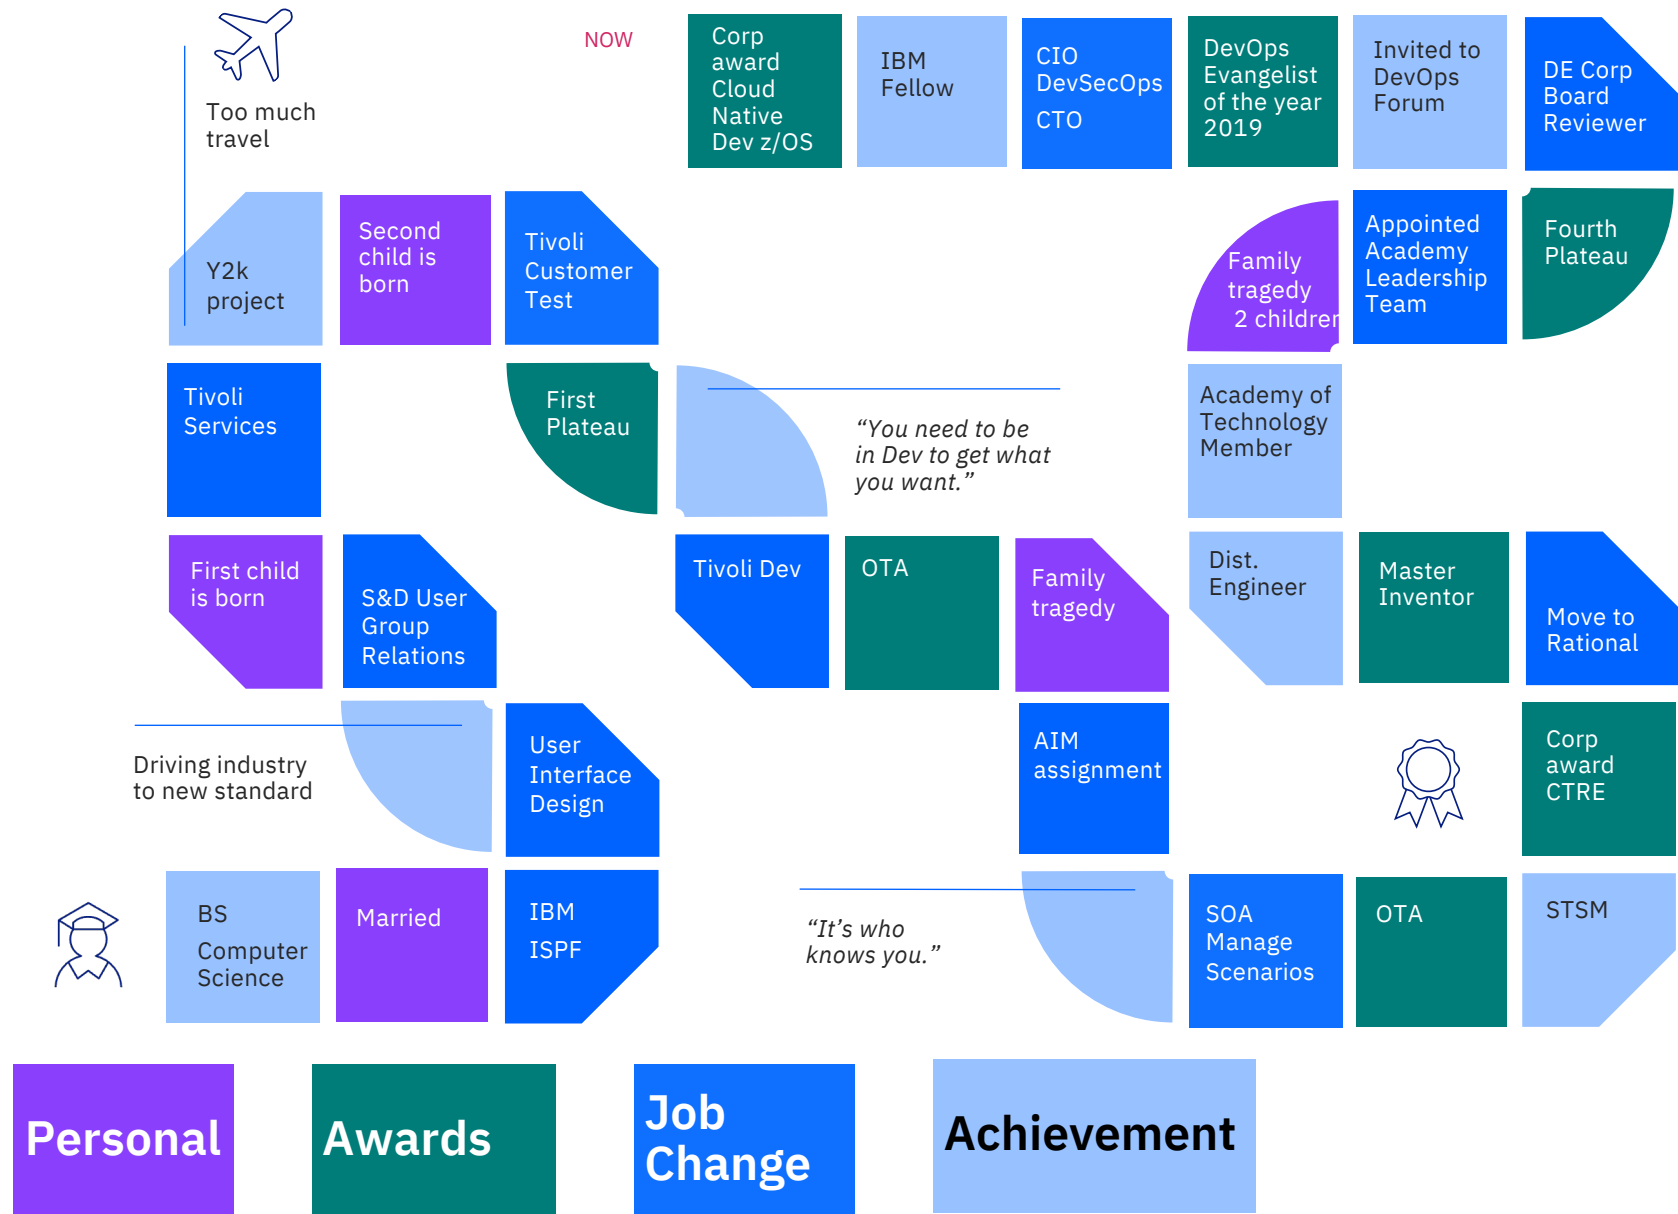 Too much
travel
NOW
Corp
award
Cloud
Native
Dev z/OS
IBM
Fellow
CIO
DevSecOps
CTO
DevOps
Evangelist
of the year
2019
Invited to
DevOps
Forum
DE Corp
Board
Reviewer
Y2k
project
Second
child is
born
Tivoli
Customer
Test
Family
tragedy
2 children
Appointed
Academy
Leadership
Team
Fourth
Plateau
Tivoli
Services
First
Plateau
“You need to be
in Dev to get what
you want.”
Academy of
Technology
Member
First child
is born
S&D User
Group
Relations
Tivoli Dev
OTA
Family
tragedy
Dist.
Engineer
Master
Inventor
Move to
Rational
Driving industry
to new standard
User
Interface
Design
AIM
assignment
Corp
award
CTRE
BS
Computer
Science
Married
IBM
ISPF
“It’s who
knows you.”
SOA
Manage
Scenarios
OTA
STSM
Personal
Awards
Job
Change
Achievement